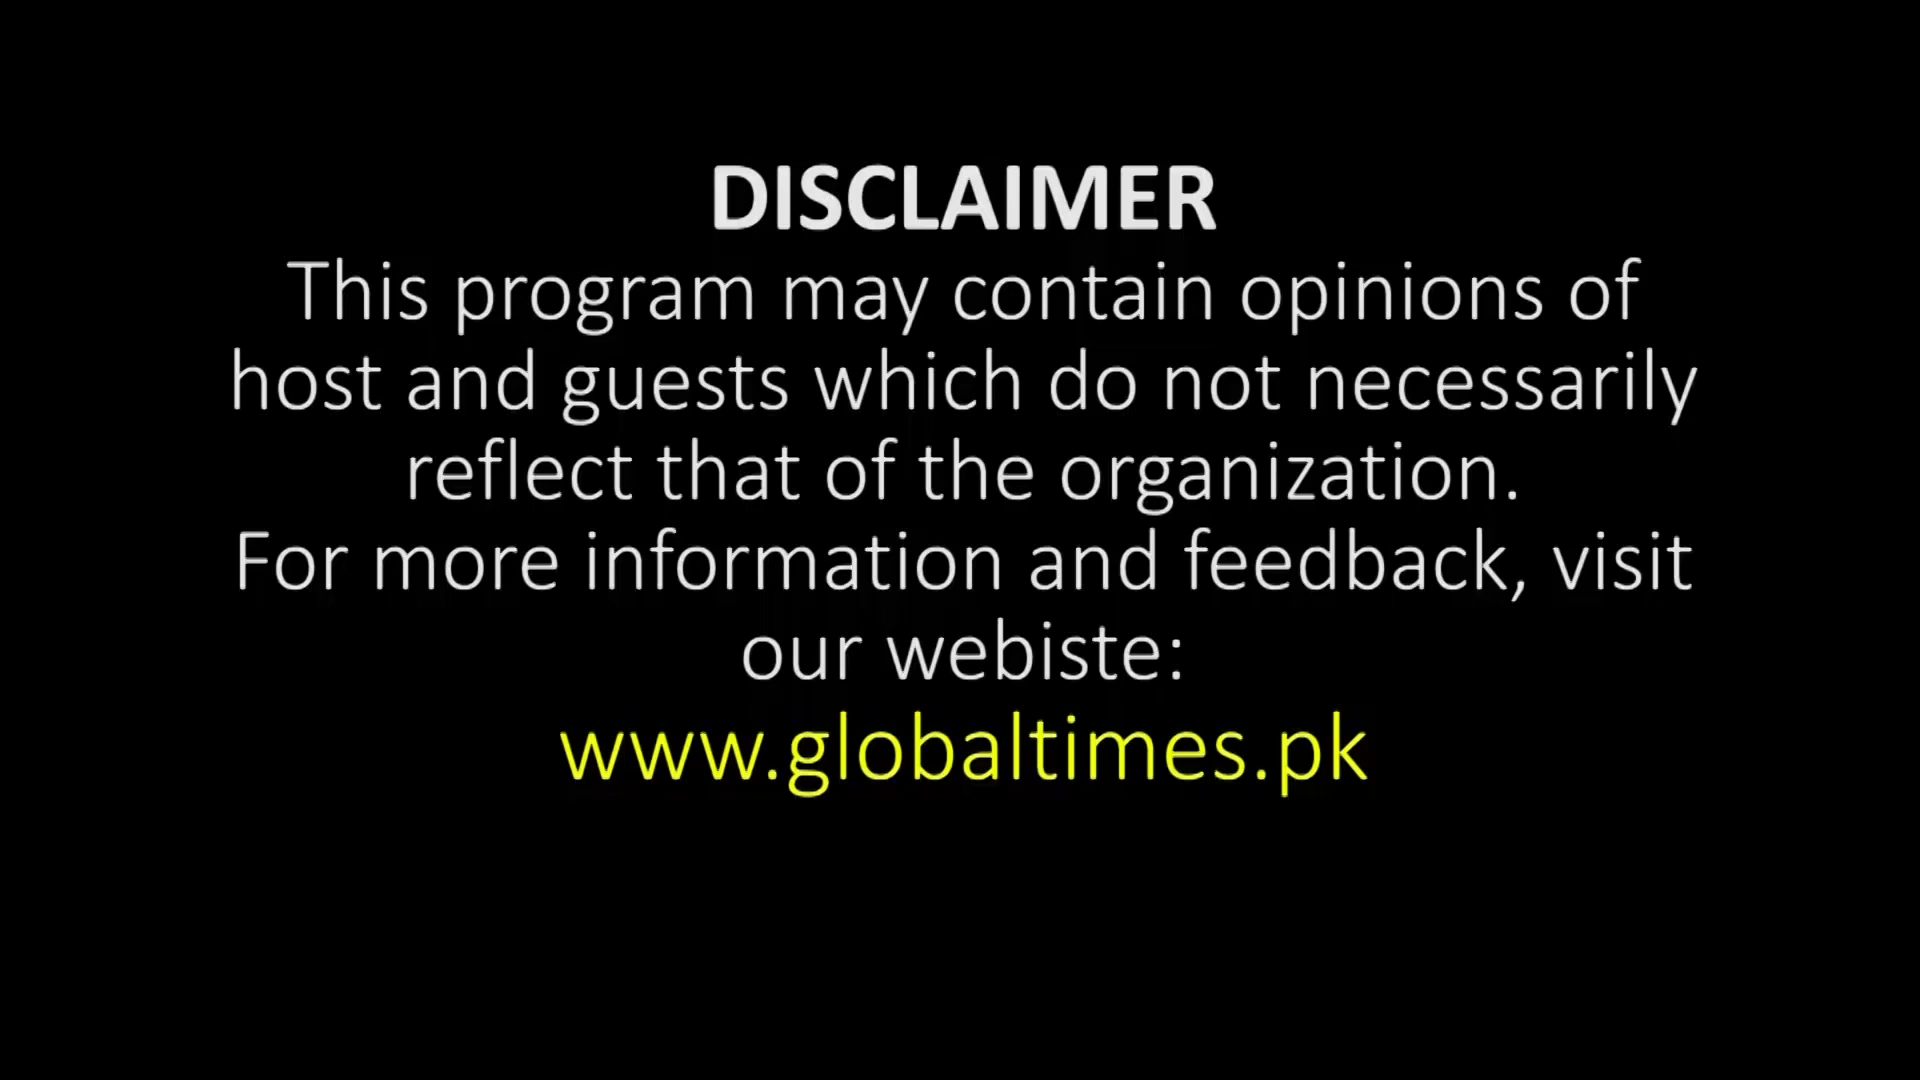 DISCLAIMER
This program may contain opinions of
host and guests which do not necessarily
reflect that of the organization.
For more information and feedback, visit
our webiste:
www.globaltimes.pk